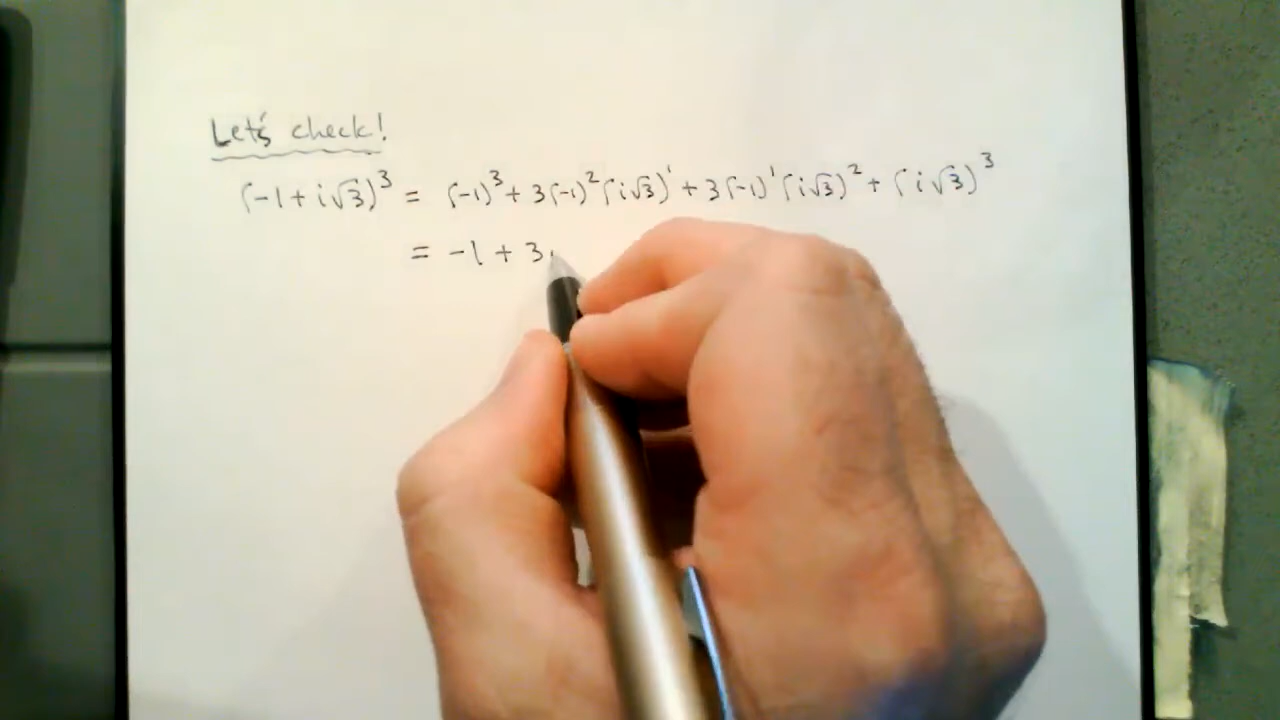 Let's check!
(-1+i√3)³ = (-1)³+3(-1)²(i√3)¹+3(-1)¹(i√3)²+(i√3)³
= -1+3